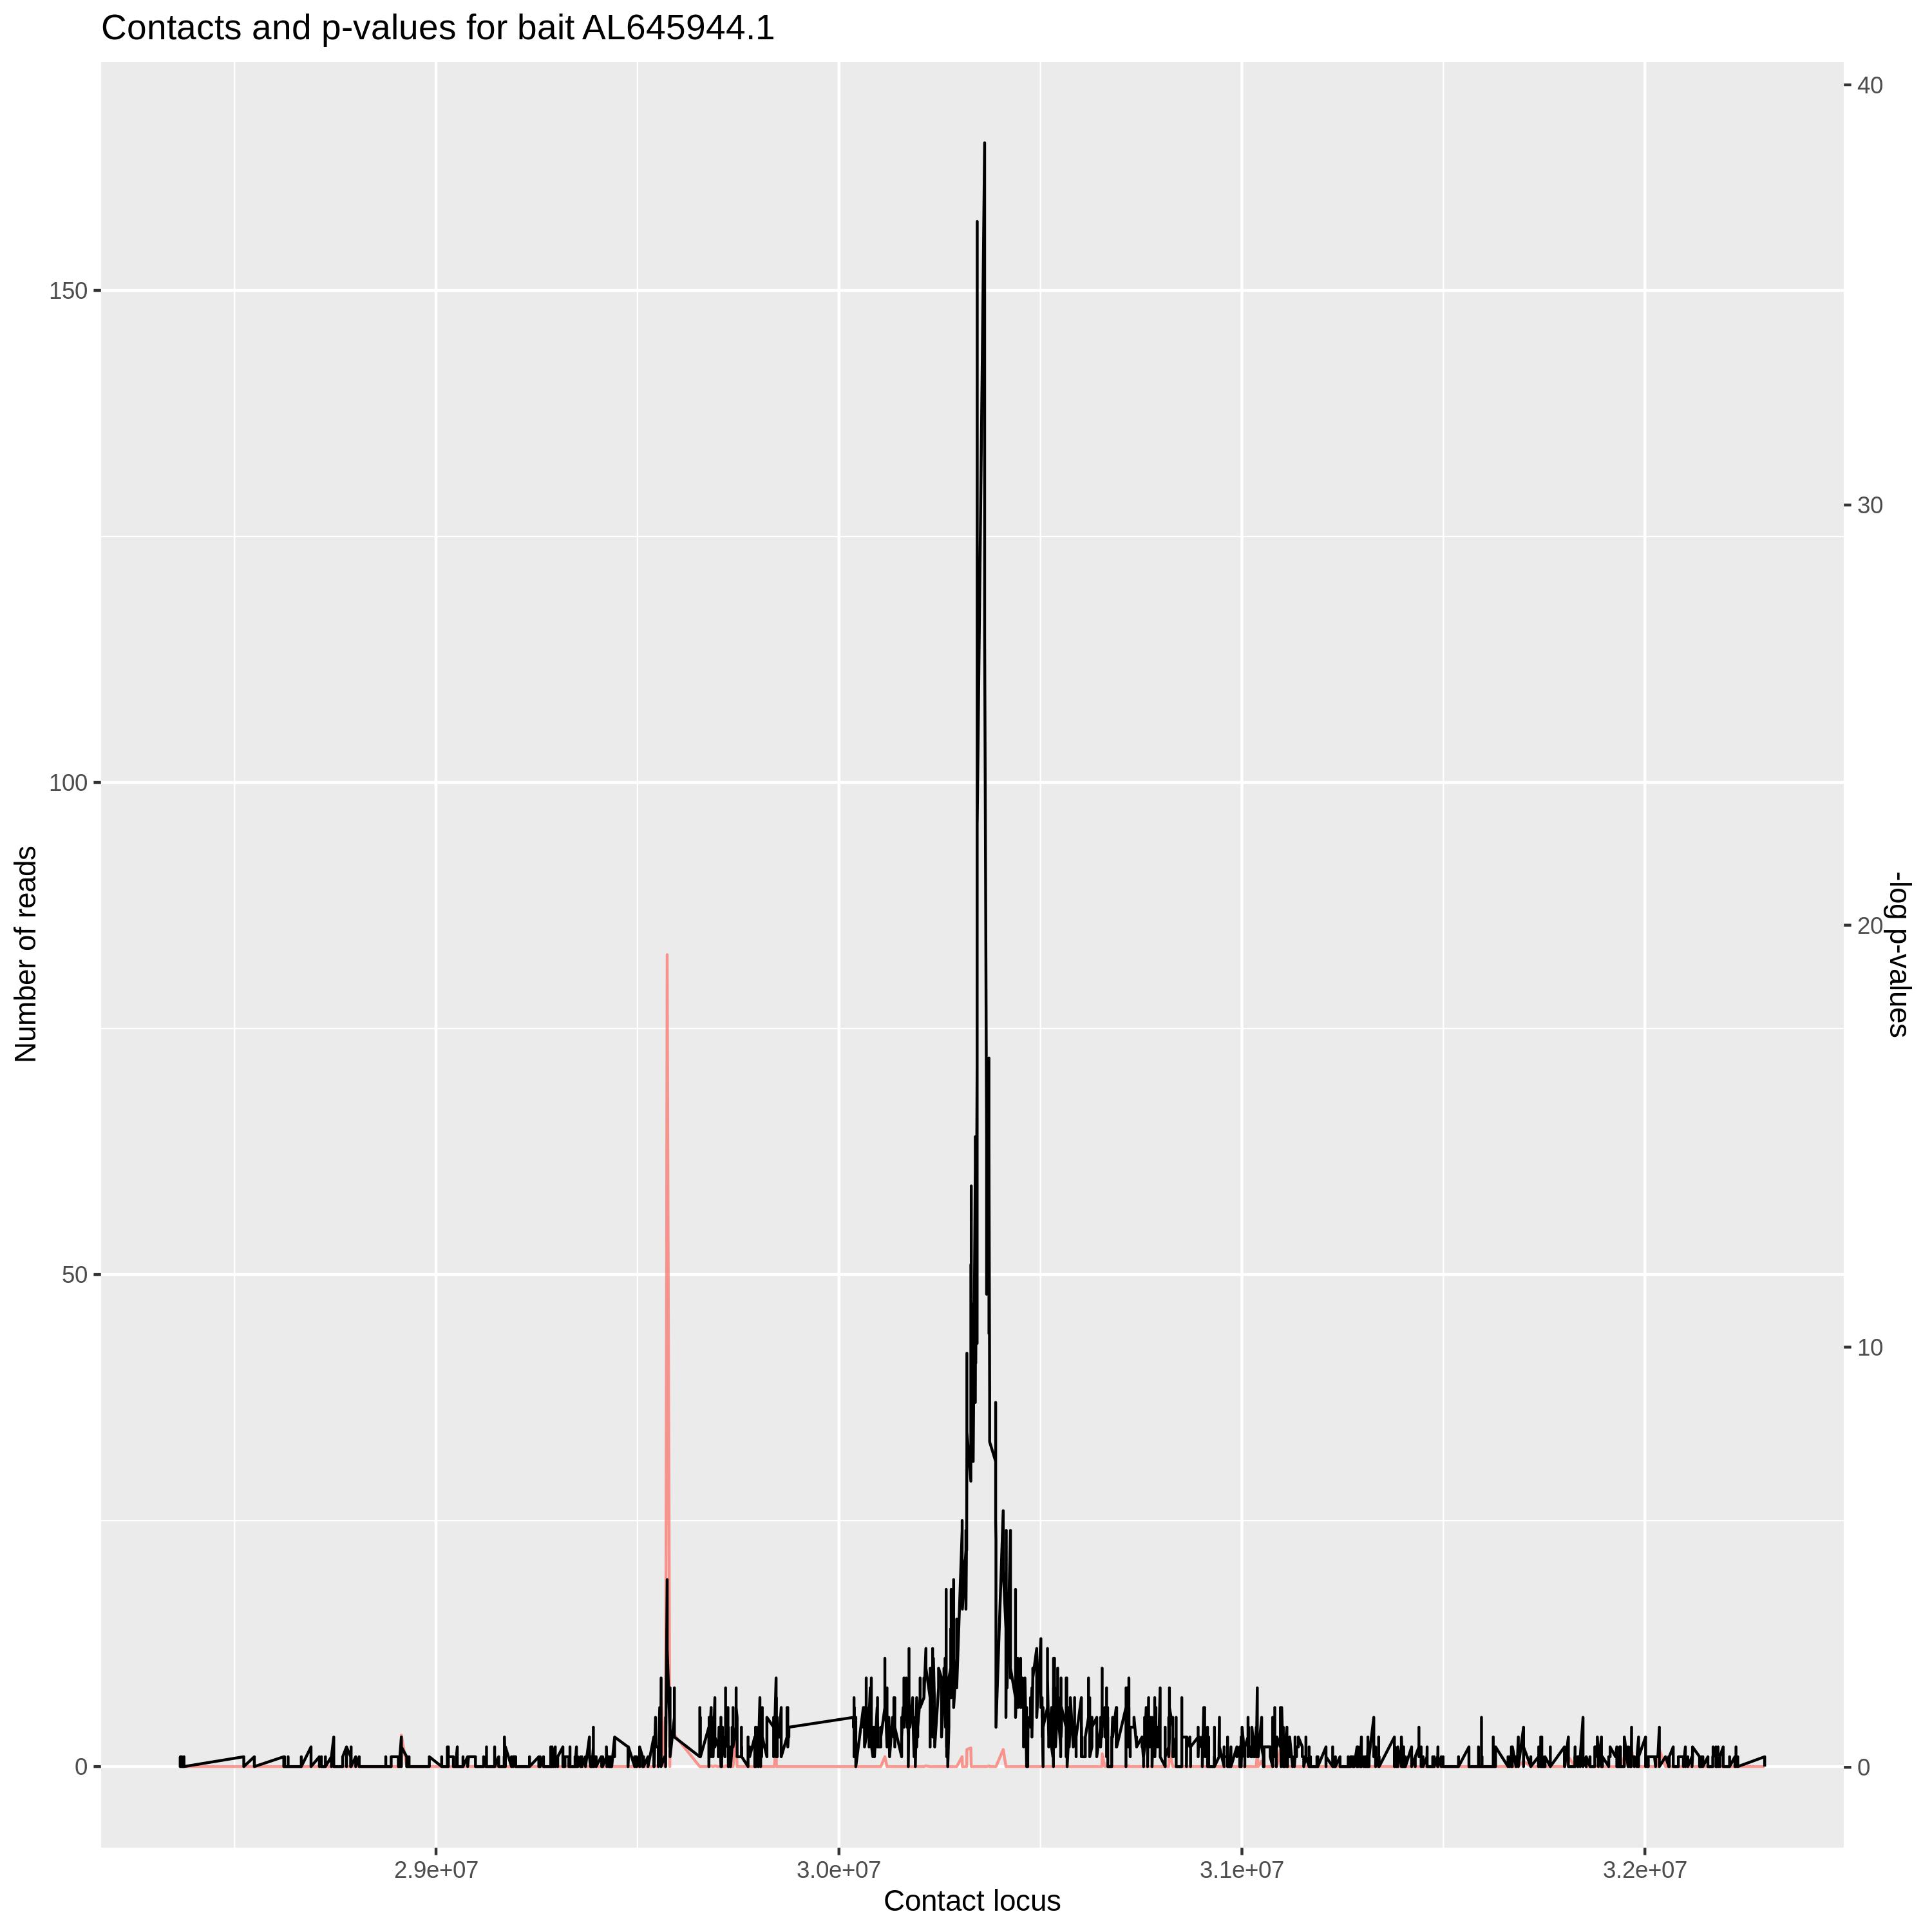 Contacts and p-values for bait AL645944.1
40
150
30
100
Number of reads
20
-log p-values
50
10
0
0
2.9e+07 3.0e+07 3.1e+07 3.2e+07
Contact locus